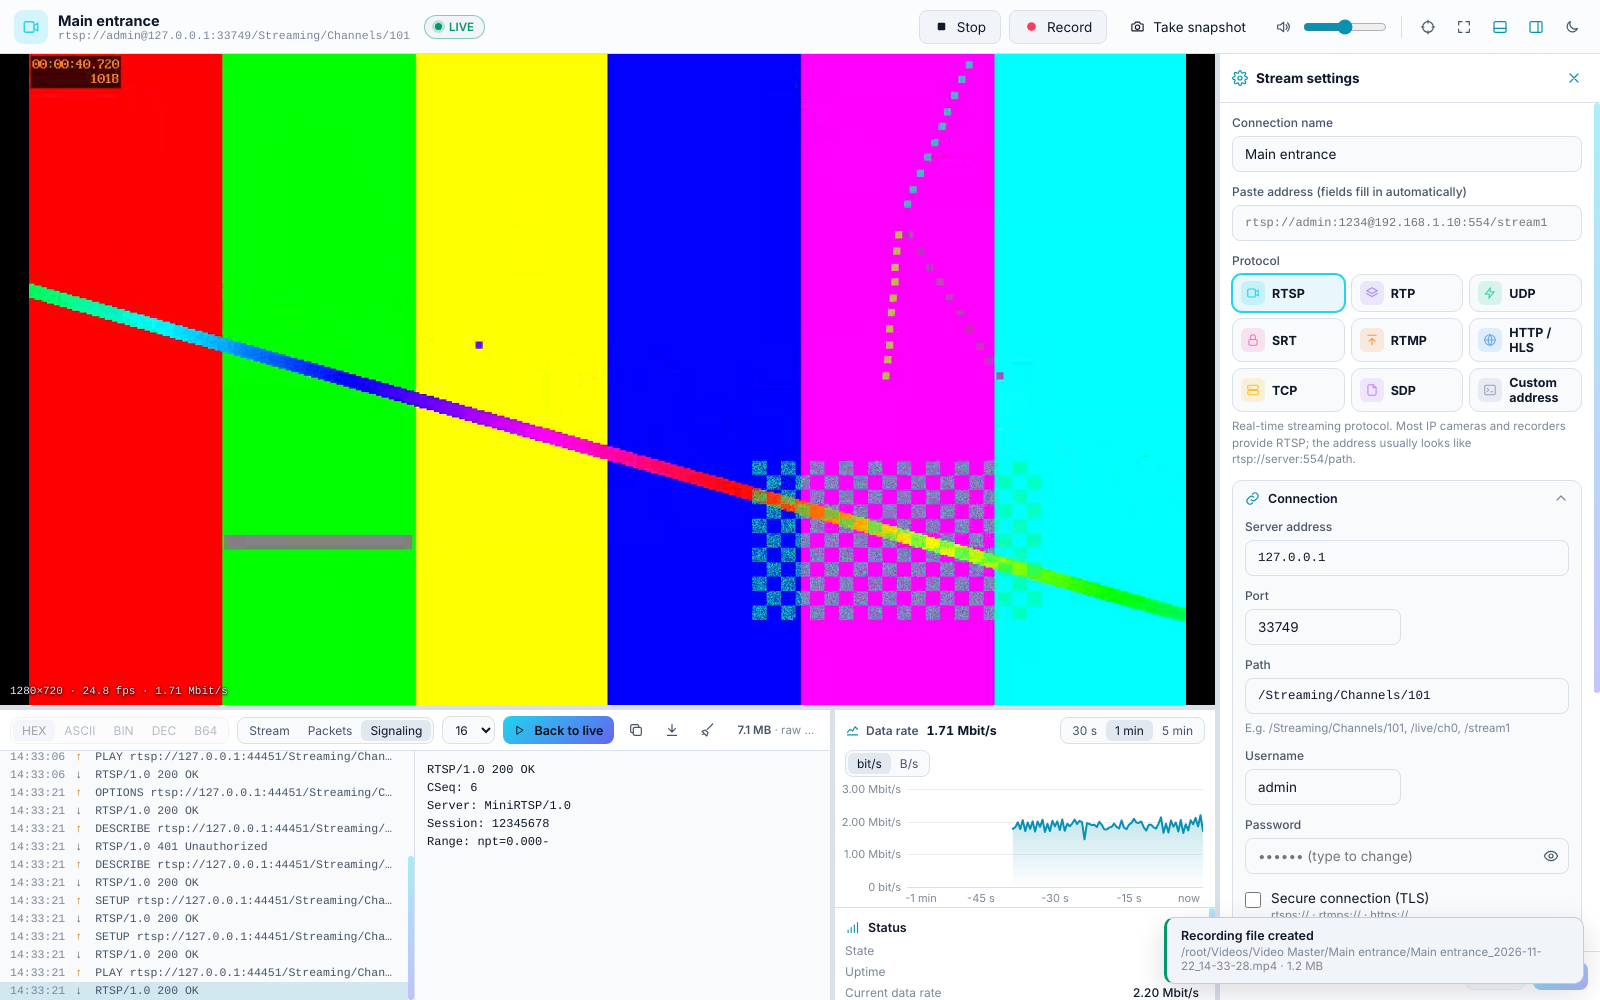 Main entrance
rtsp://admin@127.0.0.1:33749/Streaming/Channels/101
LIVE
Stop
Record
Take snapshot
00:00:40.720
1018
1280×720 · 24.8 fps · 1.71 Mbit/s
HEX ASCII BIN DEC B64
Stream Packets Signaling
16
Back to live
7.1 MB · raw ...
14:33:06 ↑ PLAY rtsp://127.0.0.1:44451/Streaming/Chan…
14:33:06 ↓ RTSP/1.0 200 OK
14:33:21 ↑ OPTIONS rtsp://127.0.0.1:44451/Streaming/C…
14:33:21 ↓ RTSP/1.0 200 OK
14:33:21 ↑ DESCRIBE rtsp://127.0.0.1:44451/Streaming/…
14:33:21 ↓ RTSP/1.0 401 Unauthorized
14:33:21 ↑ DESCRIBE rtsp://127.0.0.1:44451/Streaming/…
14:33:21 ↓ RTSP/1.0 200 OK
14:33:21 ↑ SETUP rtsp://127.0.0.1:44451/Streaming/Cha…
14:33:21 ↓ RTSP/1.0 200 OK
14:33:21 ↑ SETUP rtsp://127.0.0.1:44451/Streaming/Cha…
14:33:21 ↓ RTSP/1.0 200 OK
14:33:21 ↑ PLAY rtsp://127.0.0.1:44451/Streaming/Chan…
14:33:21 ↓ RTSP/1.0 200 OK
RTSP/1.0 200 OK
CSeq: 6
Server: MiniRTSP/1.0
Session: 12345678
Range: npt=0.000-
Data rate 1.71 Mbit/s
30 s 1 min 5 min
bit/s B/s
3.00 Mbit/s
2.00 Mbit/s
1.00 Mbit/s
0 bit/s
-1 min -45 s -30 s -15 s now
Status
State
Uptime
Current data rate 2.20 Mbit/s
Stream settings
Connection name
Main entrance
Paste address (fields fill in automatically)
rtsp://admin:1234@192.168.1.10:554/stream1
Protocol
RTSP RTP UDP
SRT RTMP HTTP / HLS
TCP SDP Custom address
Real-time streaming protocol. Most IP cameras and recorders
provide RTSP; the address usually looks like
rtsp://server:554/path.
Connection
Server address
127.0.0.1
Port
33749
Path
/Streaming/Channels/101
E.g. /Streaming/Channels/101, /live/ch0, /stream1
Username
admin
Password
•••••• (type to change)
Secure connection (TLS)
rtsps:// · rtmps:// · https://
Recording file created
/root/Videos/Video Master/Main entrance/Main entrance_2026-11-
22_14-33-28.mp4 · 1.2 MB